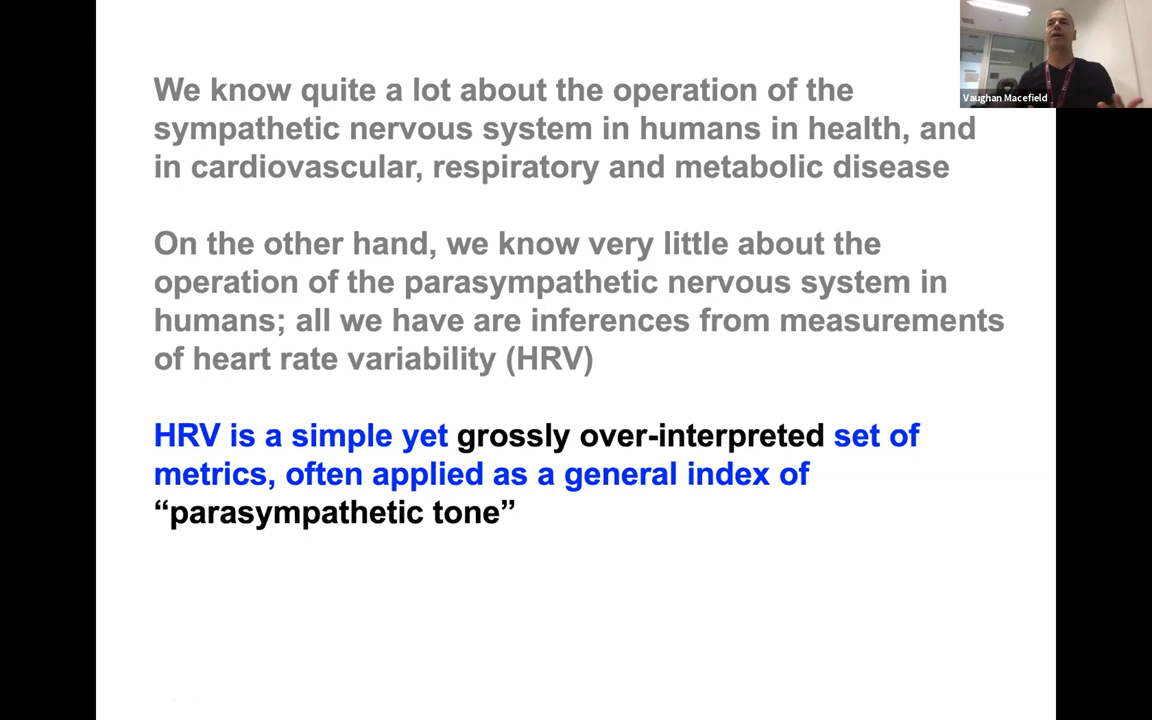 Vaughan Macefield
We know quite a lot about the operation of the
sympathetic nervous system in humans in health, and
in cardiovascular, respiratory and metabolic disease
On the other hand, we know very little about the
operation of the parasympathetic nervous system in
humans; all we have are inferences from measurements
of heart rate variability (HRV)
HRV is a simple yet grossly over-interpreted set of
metrics, often applied as a general index of
“parasympathetic tone”